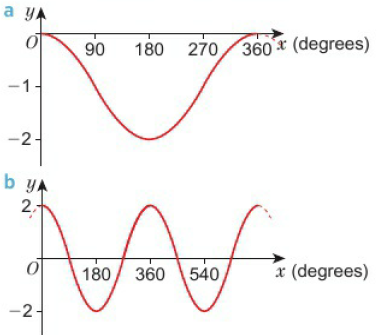 a y
O 90 180 270 360 x (degrees)
−1
−2
b y
2
O 180 360 540 x (degrees)
−2